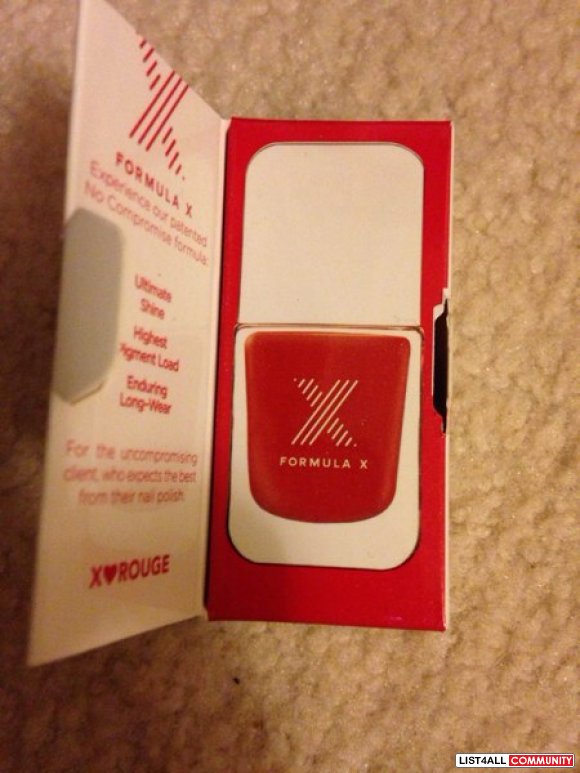 FORMULA X
Experience our patented
No Compromise formula:
Ultimate
Shine
Highest
Pigment Load
Enduring
Long-Wear
For the uncompromising
client, who expects the best
from their nail polish.
X♥ROUGE
FORMULA X
LIST4ALL COMMUNITY